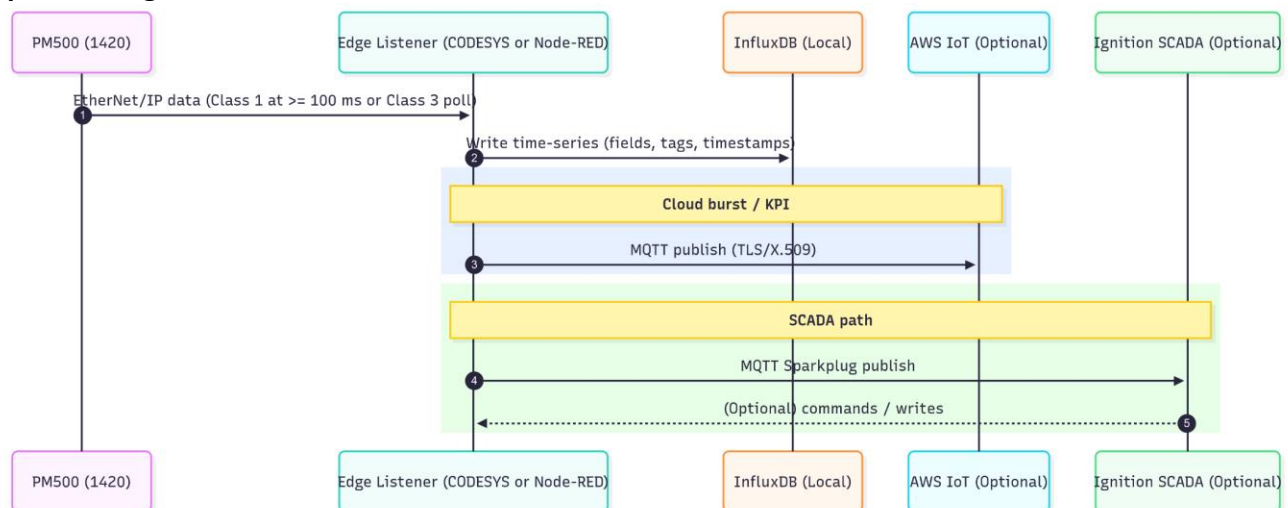 PM500 (1420)
Edge Listener (CODESYS or Node-RED)
InfluxDB (Local)
AWS IoT (Optional)
Ignition SCADA (Optional)
EtherNet/IP data (Class 1 at >= 100 ms or Class 3 poll)
1
Write time-series (fields, tags, timestamps)
2
Cloud burst / KPI
MQTT publish (TLS/X.509)
3
SCADA path
MQTT Sparkplug publish
4
(Optional) commands / writes
5
PM500 (1420)
Edge Listener (CODESYS or Node-RED)
InfluxDB (Local)
AWS IoT (Optional)
Ignition SCADA (Optional)